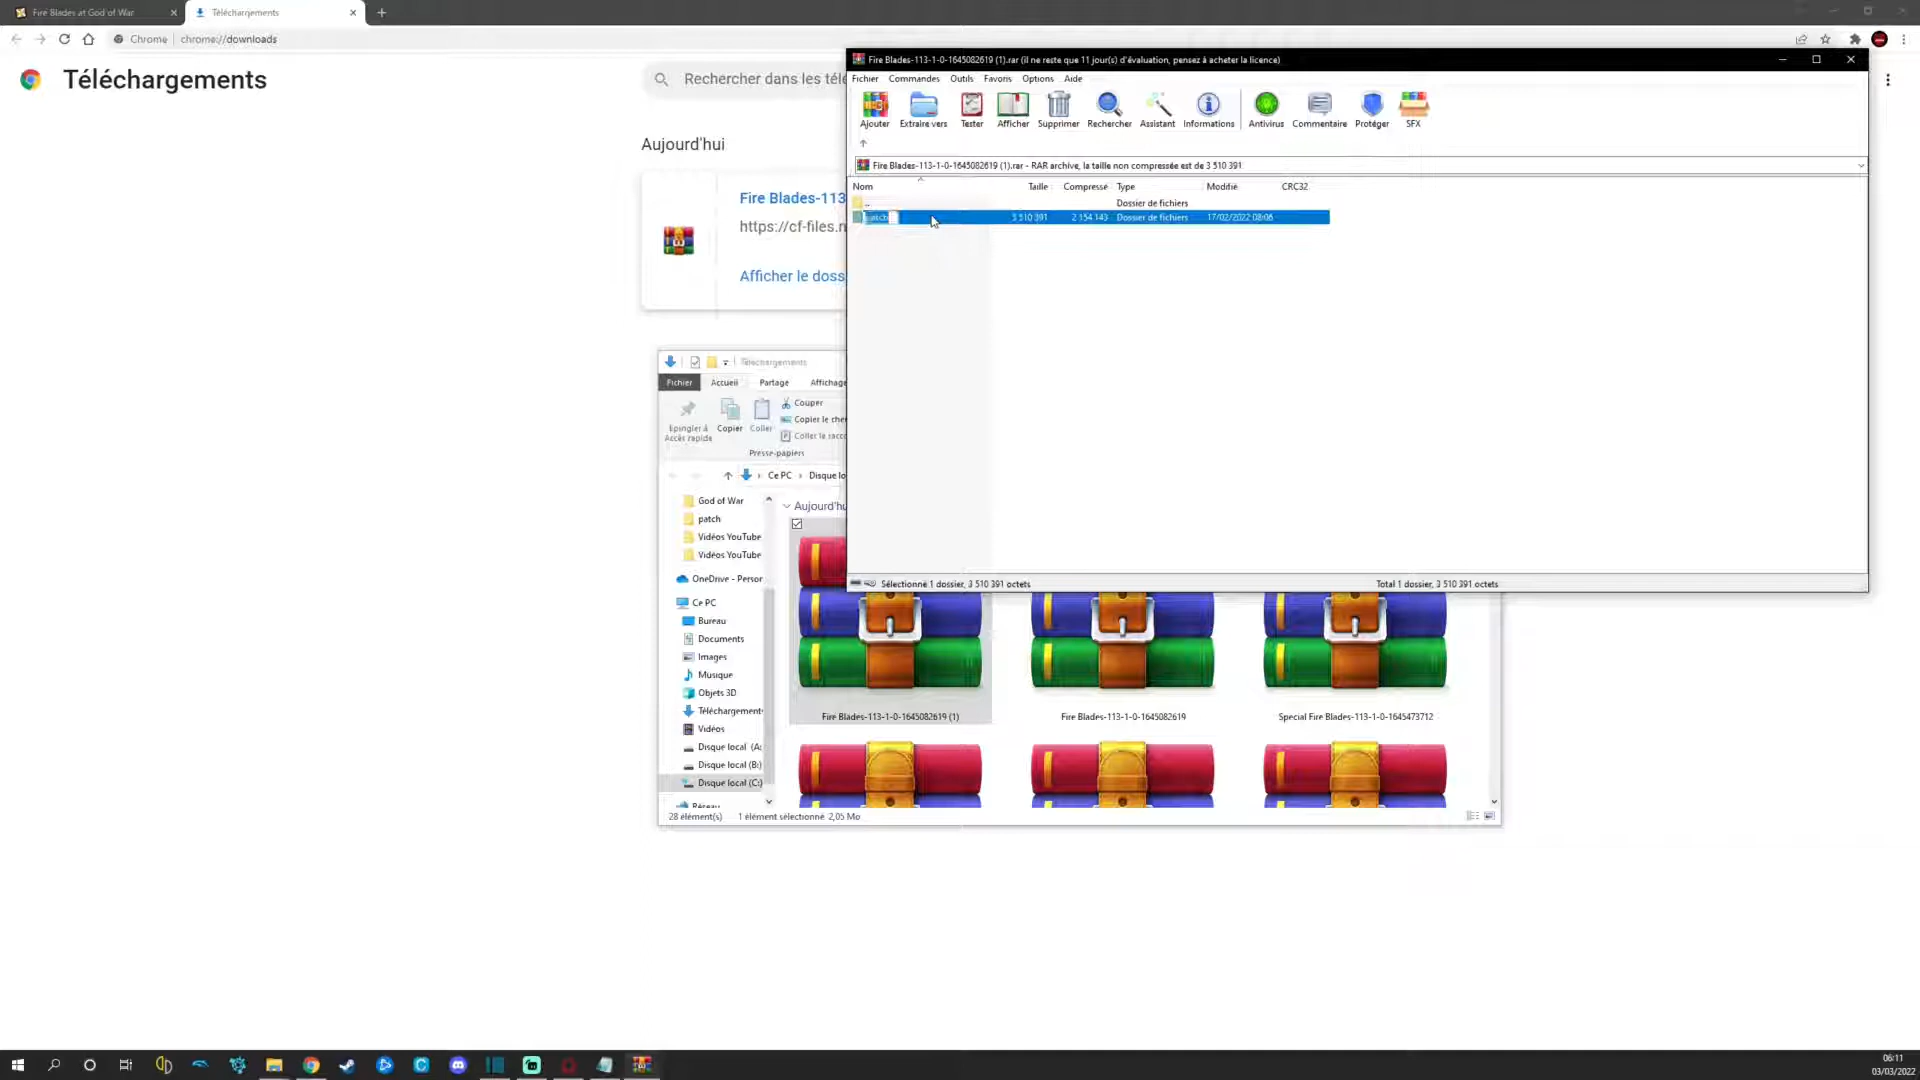 Fire Blades at God of War
Téléchargements
Chrome
chrome://downloads
Téléchargements
Rechercher dans les télé
Aujourd'hui
Fire Blades-113
https://cf-files.n
Afficher le doss
Fire Blades-113-1-0-1645082619 (1).rar (il ne reste que 11 jour(s) d'évaluation, pensez à acheter la licence)
Fichier Commandes Outils Favoris Options Aide
Ajouter Extraire vers Tester Afficher Supprimer Rechercher Assistant Informations Antivirus Commentaire Protéger SFX
Fire Blades-113-1-0-1645082619 (1).rar - RAR archive, la taille non compressée est de 3 510 391
Nom Taille Compressé Type Modifié CRC32
.. Dossier de fichiers
patch 3 510 391 2 154 143 Dossier de fichiers 17/02/2022 08:06
Sélectionné 1 dossier, 3 510 391 octets
Total 1 dossier, 3 510 391 octets
Téléchargements
Fichier Accueil Partage Affichage
Épingler à Accès rapide
Copier
Coller
Couper
Copier le che
Coller le racc
Presse-papiers
Ce PC › Disque lo
God of War
patch
Vidéos YouTube
Vidéos YouTube
OneDrive - Person
Ce PC
Bureau
Documents
Images
Musique
Objets 3D
Téléchargement
Vidéos
Disque local (A:
Disque local (B:)
Disque local (C:)
Réseau
Aujourd'hu
Fire Blades-113-1-0-1645082619 (1)
Fire Blades-113-1-0-1645082619
Special Fire Blades-113-1-0-1645473712
28 élément(s)
1 élément sélectionné 2,05 Mo
06:11
03/03/2022